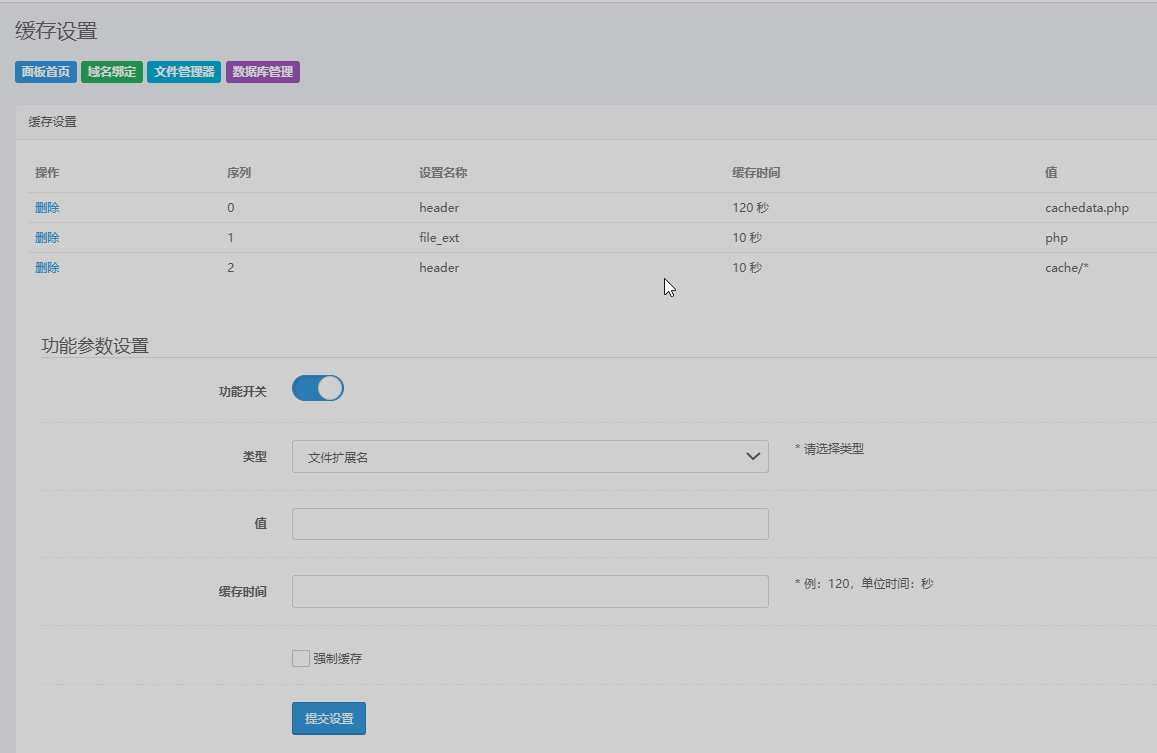 缓存设置
面板首页 域名绑定 文件管理器 数据库管理
缓存设置
操作 序列 设置名称 缓存时间 值
删除 0 header 120 秒 cachedata.php
删除 1 file_ext 10 秒 php
删除 2 header 10 秒 cache/*
功能参数设置
功能开关
类型 文件扩展名 * 请选择类型
值
缓存时间 * 例：120，单位时间：秒
强制缓存
提交设置